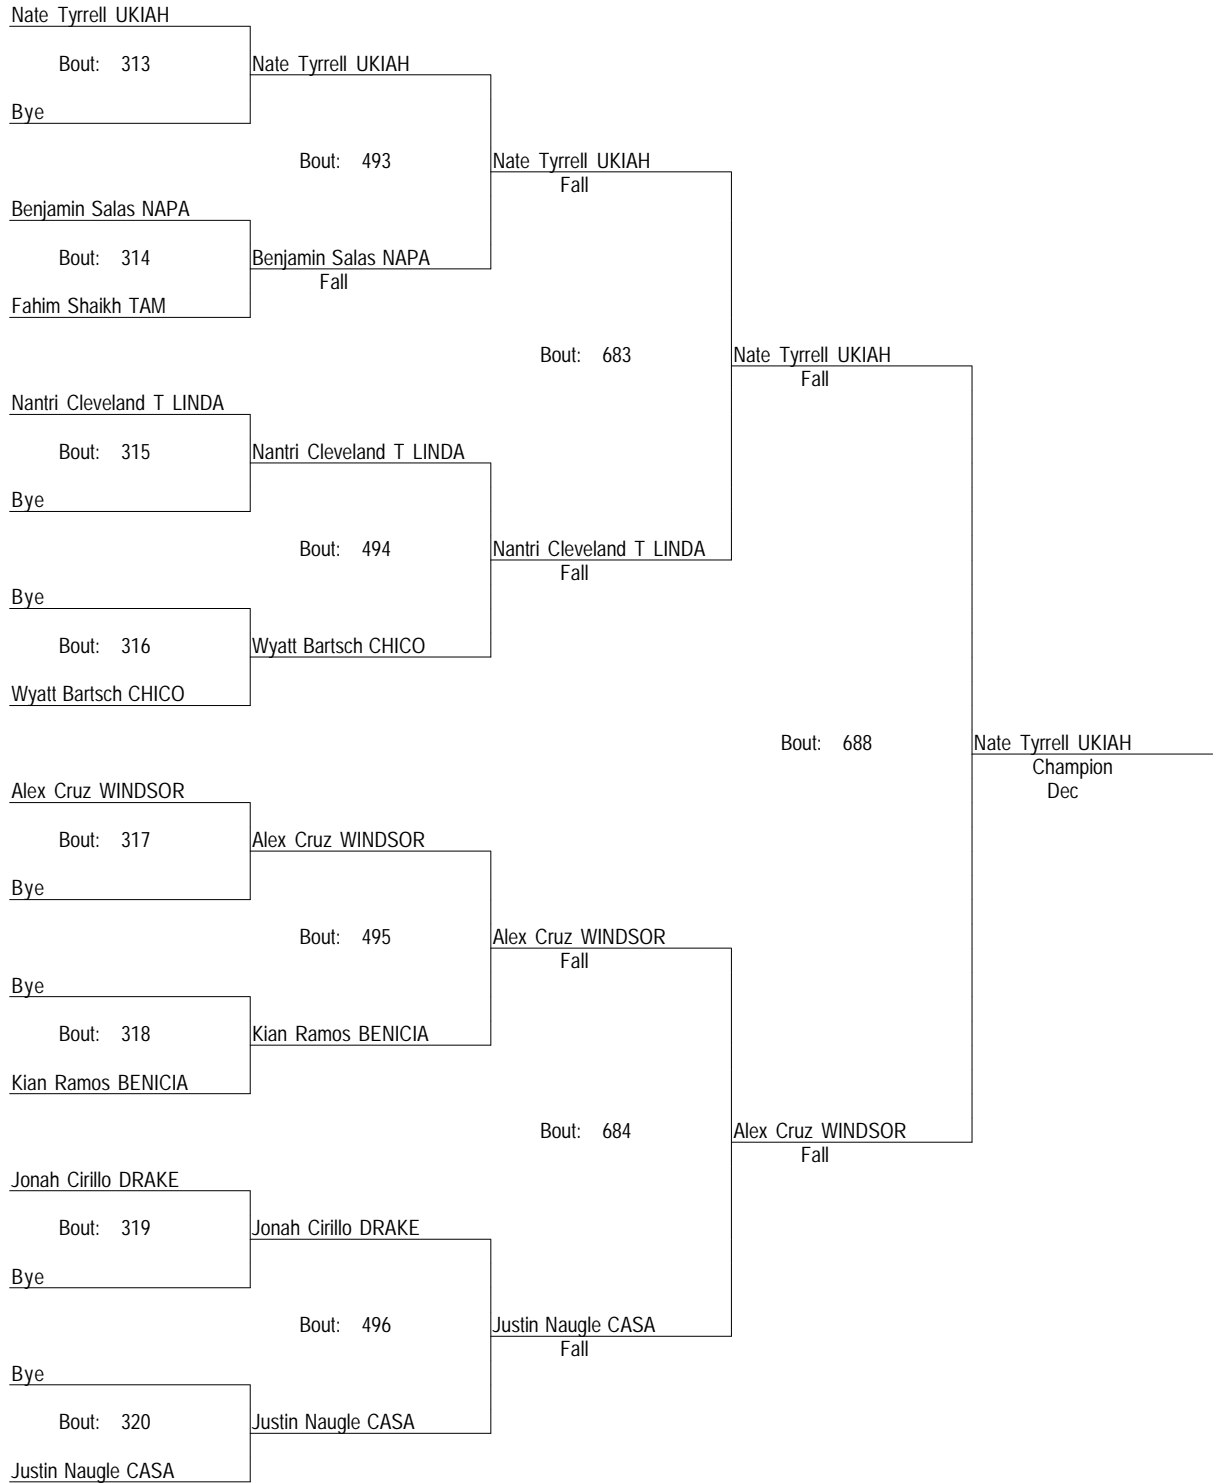 Nate Tyrrell UKIAH
Bout: 313
Nate Tyrrell UKIAH
Bye
Bout: 493
Nate Tyrrell UKIAH
Fall
Benjamin Salas NAPA
Bout: 314
Benjamin Salas NAPA
Fall
Fahim Shaikh TAM
Bout: 683
Nate Tyrrell UKIAH
Fall
Nantri Cleveland T LINDA
Bout: 315
Nantri Cleveland T LINDA
Bye
Bout: 494
Nantri Cleveland T LINDA
Fall
Bye
Bout: 316
Wyatt Bartsch CHICO
Wyatt Bartsch CHICO
Bout: 688
Nate Tyrrell UKIAH
Champion
Dec
Alex Cruz WINDSOR
Bout: 317
Alex Cruz WINDSOR
Bye
Bout: 495
Alex Cruz WINDSOR
Fall
Bye
Bout: 318
Kian Ramos BENICIA
Kian Ramos BENICIA
Bout: 684
Alex Cruz WINDSOR
Fall
Jonah Cirillo DRAKE
Bout: 319
Jonah Cirillo DRAKE
Bye
Bout: 496
Justin Naugle CASA
Fall
Bye
Bout: 320
Justin Naugle CASA
Justin Naugle CASA